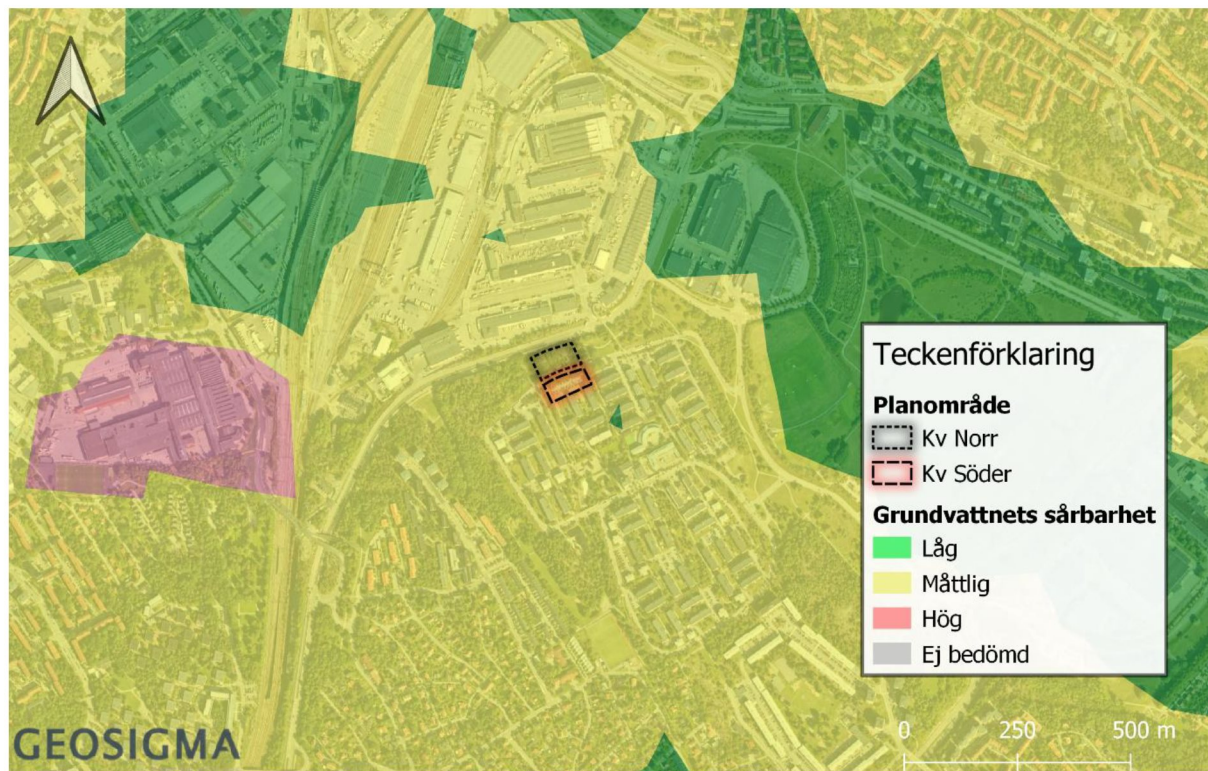 Teckenförklaring
Planområde
Kv Norr
Kv Söder
Grundvattnets sårbarhet
Låg
Måttlig
Hög
Ej bedömd
GEOSIGMA
0 250 500 m